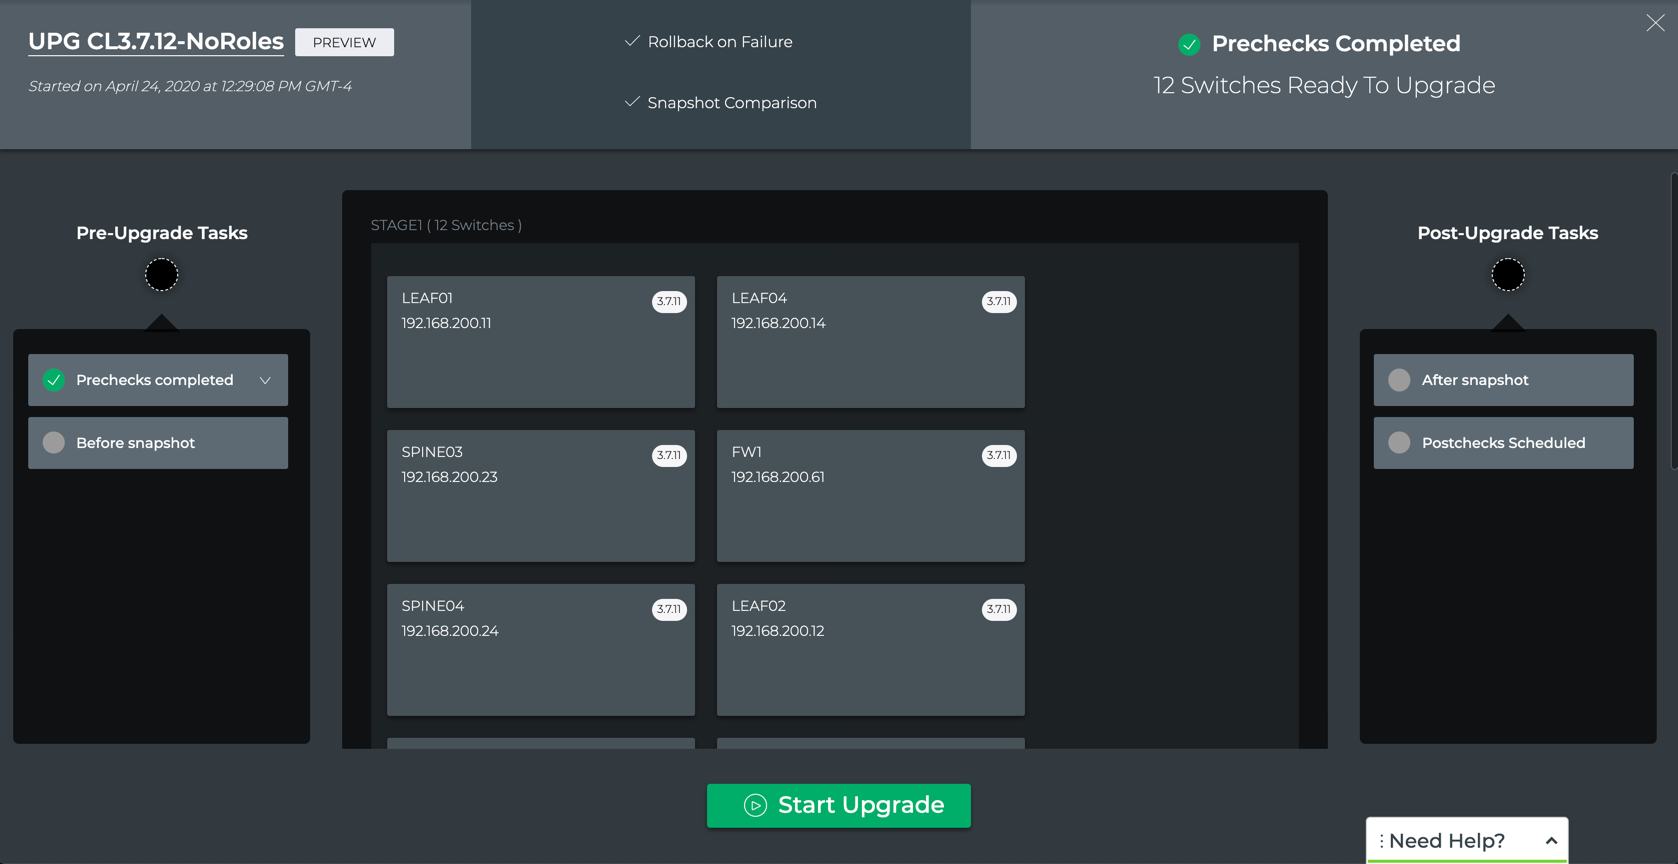 UPG CL3.7.12-NoRoles
PREVIEW
Started on April 24, 2020 at 12:29:08 PM GMT-4
Rollback on Failure
Snapshot Comparison
Prechecks Completed
12 Switches Ready To Upgrade
Pre-Upgrade Tasks
Prechecks completed
Before snapshot
STAGE1 ( 12 Switches )
LEAF01
3.7.11
192.168.200.11
LEAF04
3.7.11
192.168.200.14
SPINE03
3.7.11
192.168.200.23
FW1
3.7.11
192.168.200.61
SPINE04
3.7.11
192.168.200.24
LEAF02
3.7.11
192.168.200.12
Post-Upgrade Tasks
After snapshot
Postchecks Scheduled
Start Upgrade
Need Help?